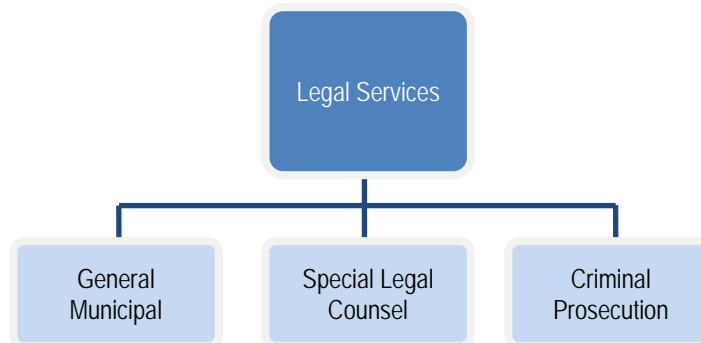 Legal Services
General
Municipal
Special Legal
Counsel
Criminal
Prosecution